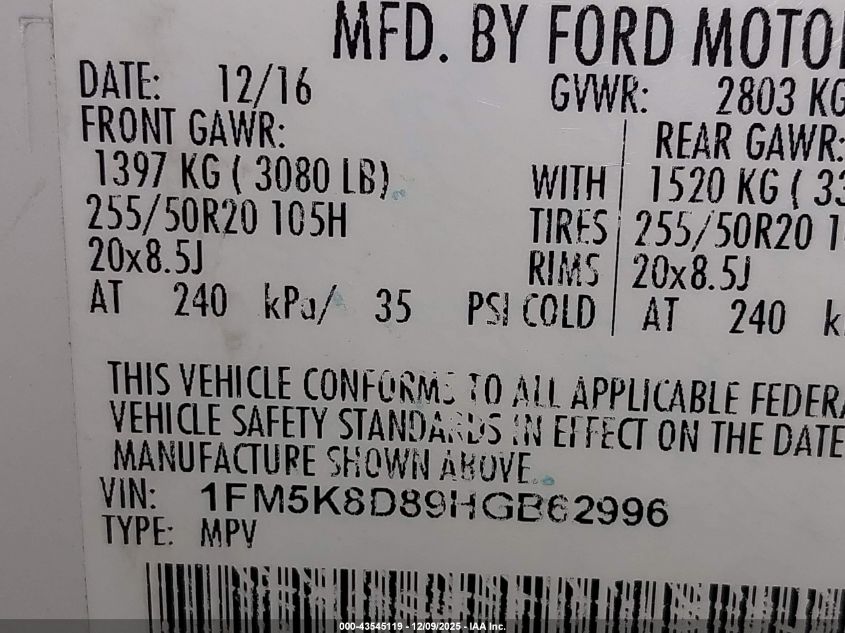 MFD. BY FORD MOTO
DATE: 12/16 GVWR: 2803 KG
FRONT GAWR: REAR GAWR:
1397 KG ( 3080 LB) WITH 1520 KG ( 33
255/50R20 105H TIRES 255/50R20 1
20x8.5J RIMS 20x8.5J
AT 240 kPa/ 35 PSI COLD AT 240 k
THIS VEHICLE CONFORMS TO ALL APPLICABLE FEDERA
VEHICLE SAFETY STANDARDS IN EFFECT ON THE DATE
MANUFACTURE SHOWN ABOVE.
VIN: 1FM5K8D89HGB62996
TYPE: MPV
000-43545119 - 12/09/2025 - IAA Inc.